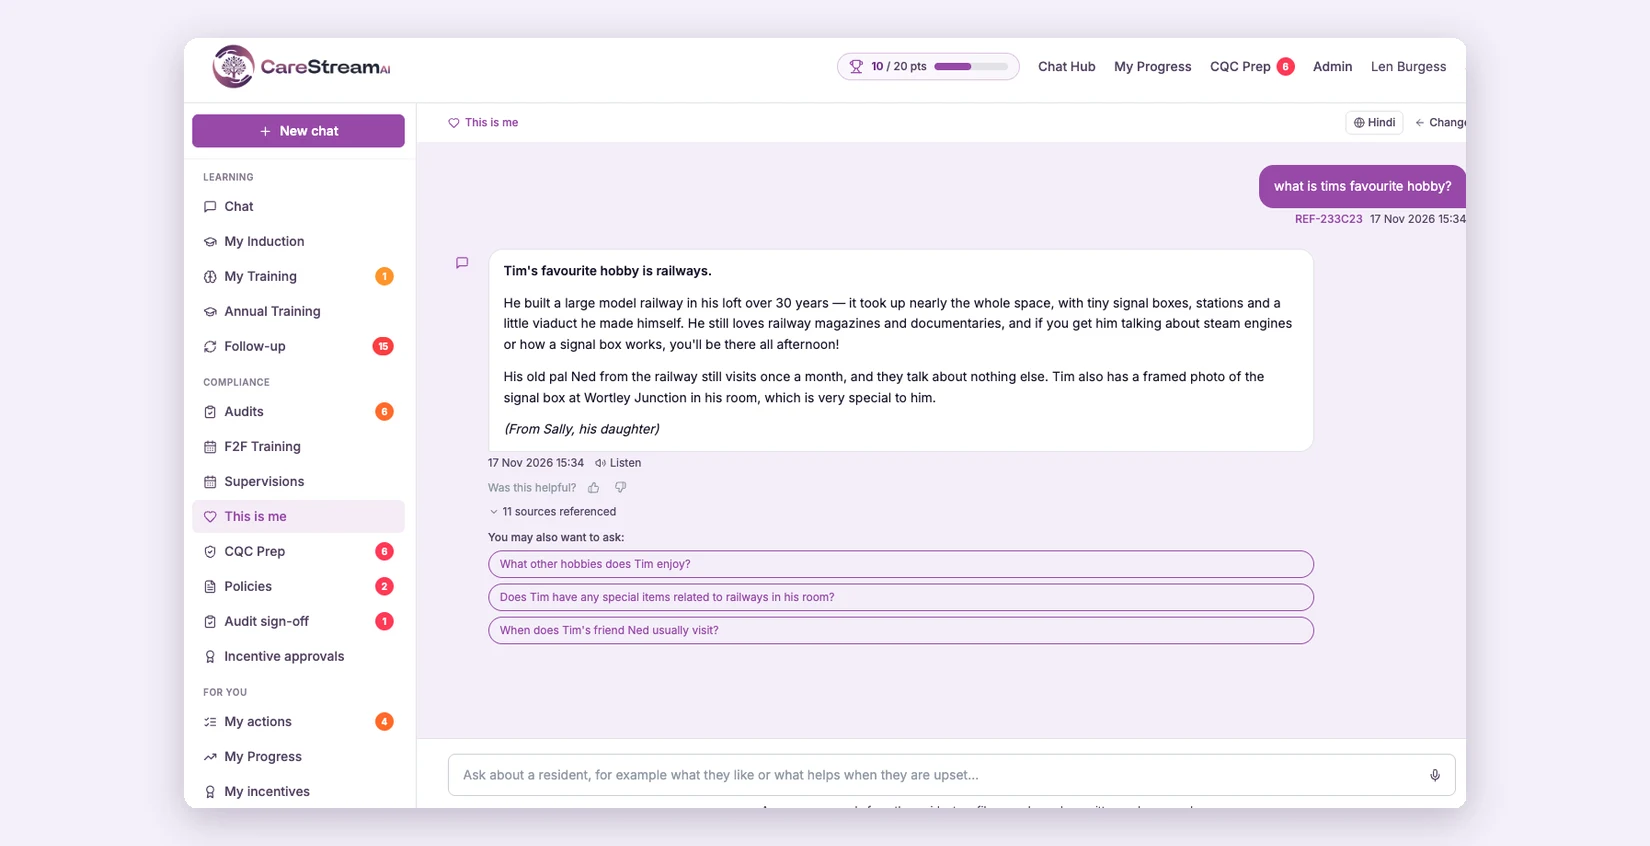 CareStreamAI
10 / 20 pts
Chat Hub
My Progress
CQC Prep 6
Admin
Len Burgess
New chat
LEARNING
Chat
My Induction
My Training 1
Annual Training
Follow-up 15
COMPLIANCE
Audits 6
F2F Training
Supervisions
This is me
CQC Prep 6
Policies 2
Audit sign-off 1
Incentive approvals
FOR YOU
My actions 4
My Progress
My incentives
This is me
Hindi
← Change
what is tims favourite hobby?
REF-233C23 17 Nov 2026 15:34
Tim's favourite hobby is railways.
He built a large model railway in his loft over 30 years — it took up nearly the whole space, with tiny signal boxes, stations and a
little viaduct he made himself. He still loves railway magazines and documentaries, and if you get him talking about steam engines
or how a signal box works, you'll be there all afternoon!
His old pal Ned from the railway still visits once a month, and they talk about nothing else. Tim also has a framed photo of the
signal box at Wortley Junction in his room, which is very special to him.
(From Sally, his daughter)
17 Nov 2026 15:34 Listen
Was this helpful?
11 sources referenced
You may also want to ask:
What other hobbies does Tim enjoy?
Does Tim have any special items related to railways in his room?
When does Tim's friend Ned usually visit?
Ask about a resident, for example what they like or what helps when they are upset...